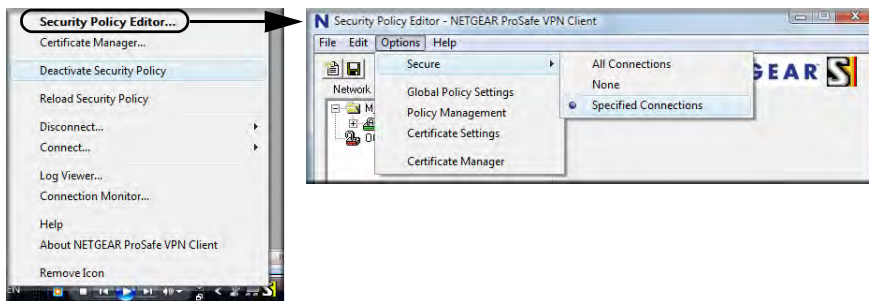 Security Policy Editor...
Certificate Manager...
Deactivate Security Policy
Reload Security Policy
Disconnect...
Connect...
Log Viewer...
Connection Monitor...
Help
About NETGEAR ProSafe VPN Client
Remove Icon
EN
N Security Policy Editor - NETGEAR ProSafe VPN Client
File Edit Options Help
Network
M
Secure
Global Policy Settings
Policy Management
Certificate Settings
Certificate Manager
All Connections
None
Specified Connections
GEAR S